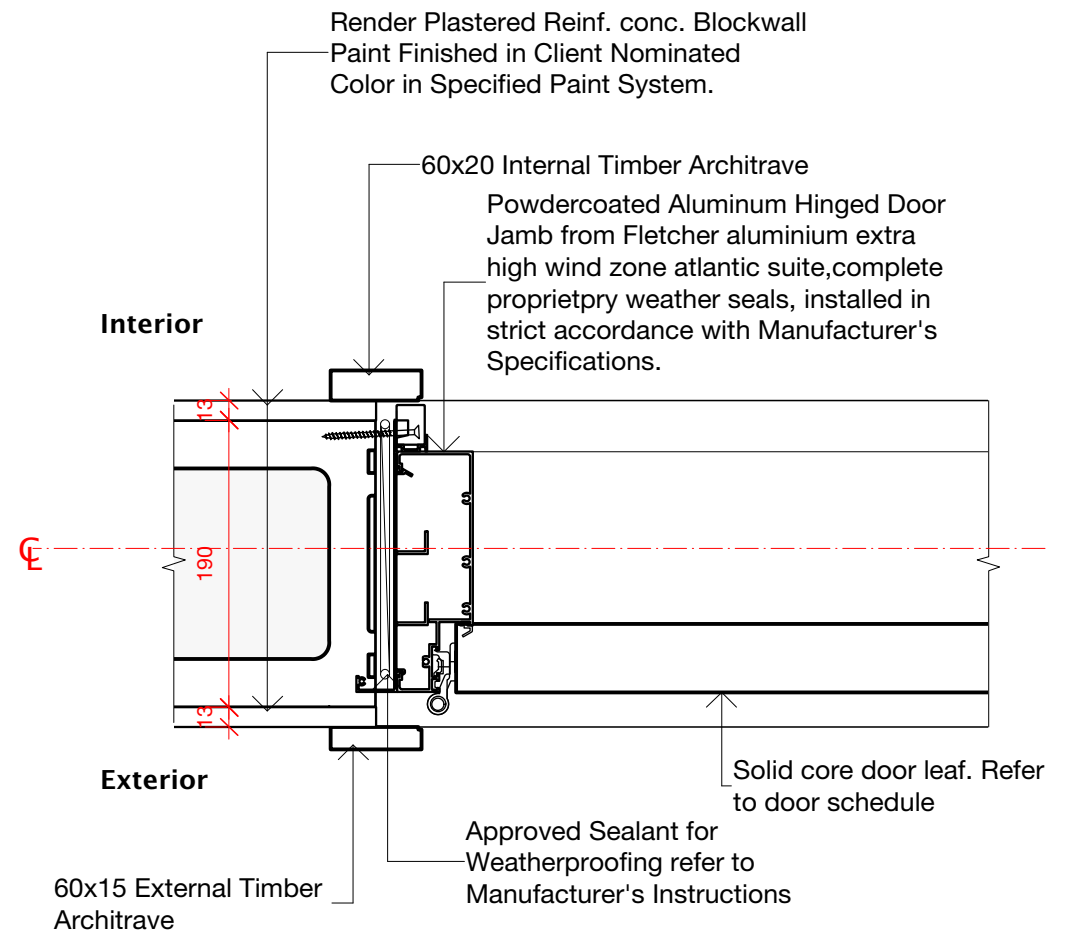 Render Plastered Reinf. conc. Blockwall
Paint Finished in Client Nominated
Color in Specified Paint System.
60x20 Internal Timber Architrave
Powdercoated Aluminum Hinged Door
Jamb from Fletcher aluminium extra
high wind zone atlantic suite,complete
proprietpry weather seals, installed in
strict accordance with Manufacturer's
Specifications.
Interior
13
℄
190
13
Exterior
Solid core door leaf. Refer
to door schedule
Approved Sealant for
Weatherproofing refer to
Manufacturer's Instructions
60x15 External Timber
Architrave